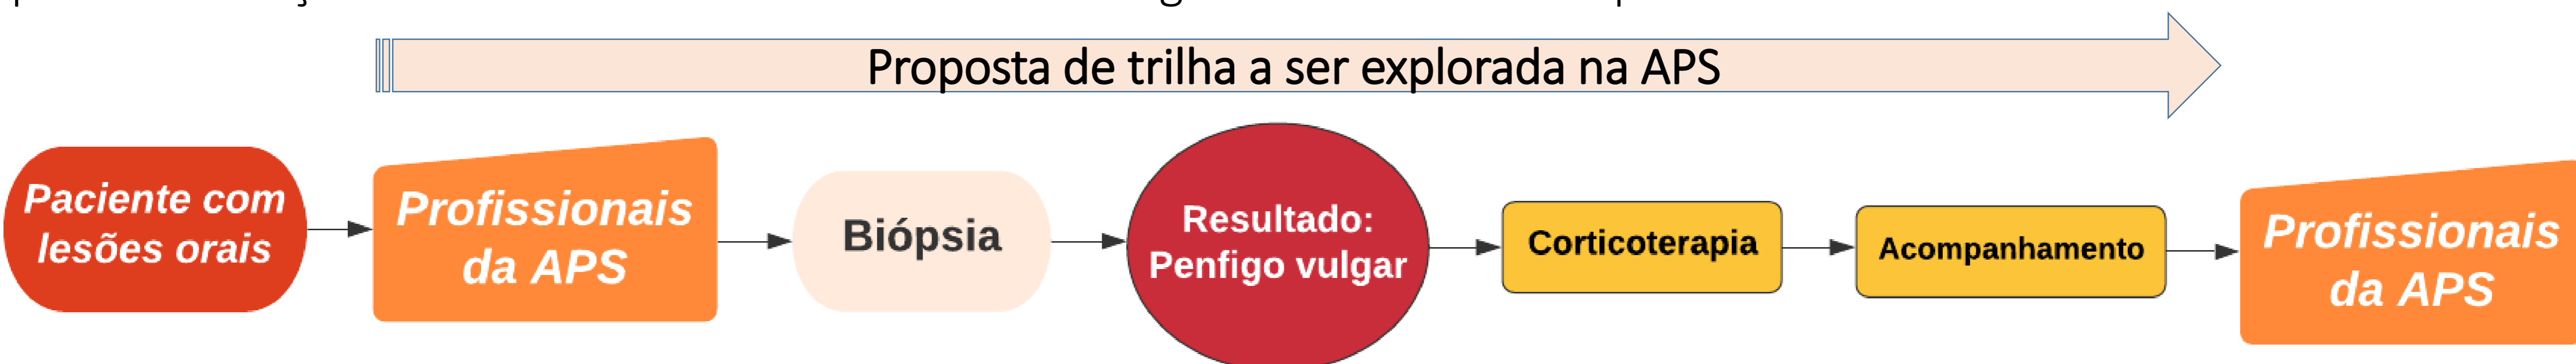 Proposta de trilha a ser explorada na APS
Paciente com
lesões orais
Profissionais
da APS
Biópsia
Resultado:
Penfigo vulgar
Corticoterapia
Acompanhamento
Profissionais
da APS